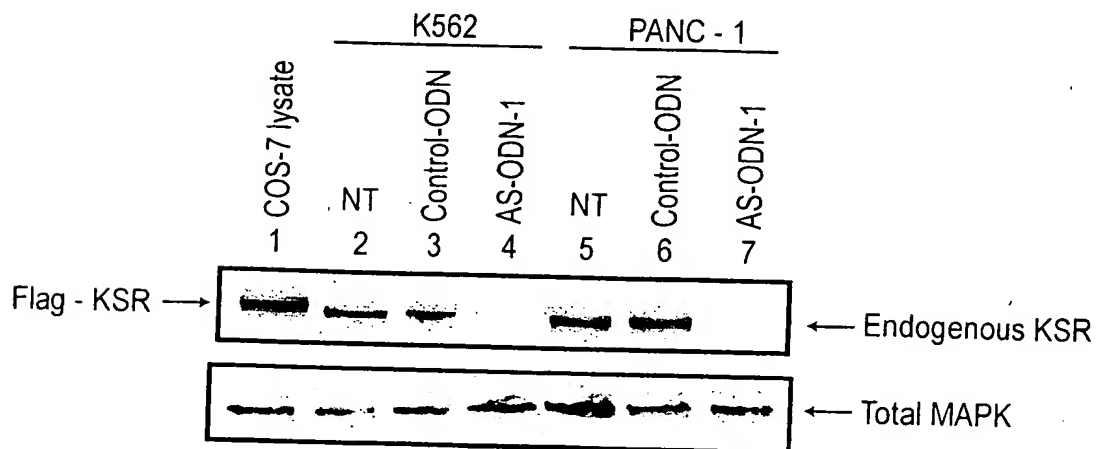 K562
PANC - 1
COS-7 lysate
NT
Control-ODN
AS-ODN-1
NT
Control-ODN
AS-ODN-1
1
2
3
4
5
6
7
Flag - KSR
Endogenous KSR
Total MAPK